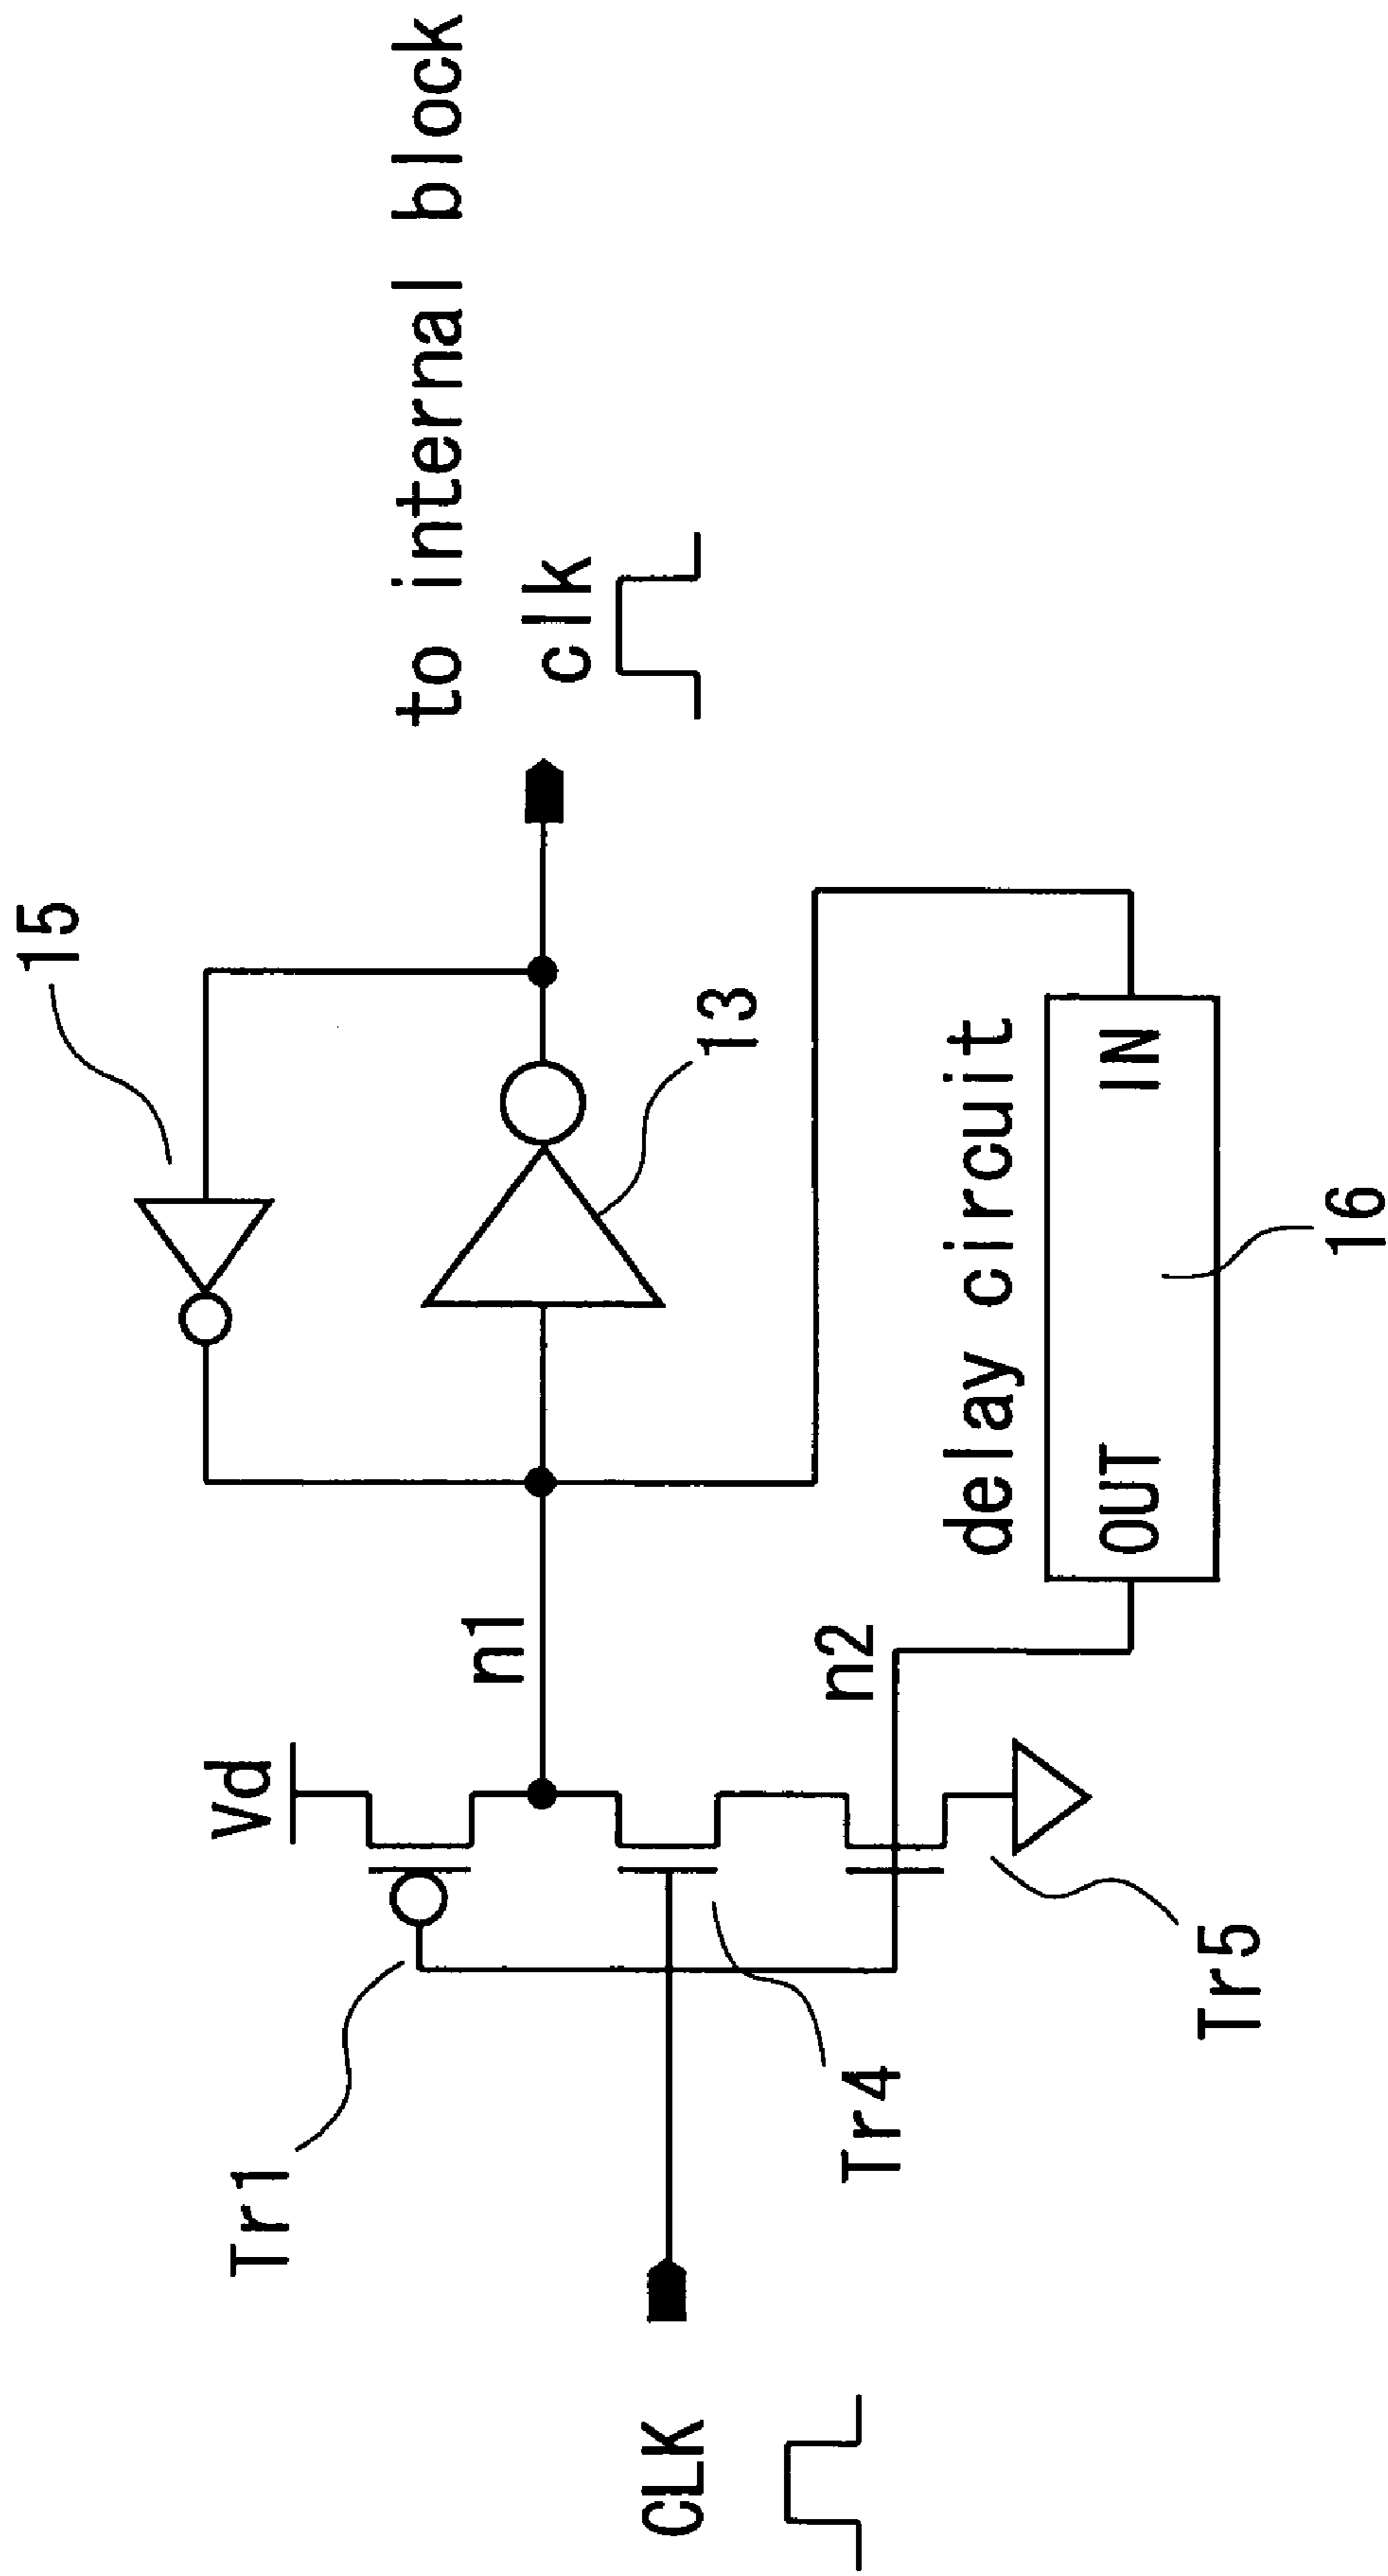 15
to internal block
clk
13
Vd
n1
Tr1
CLK
Tr4
n2
delay circuit
OUT
IN
Tr5
16